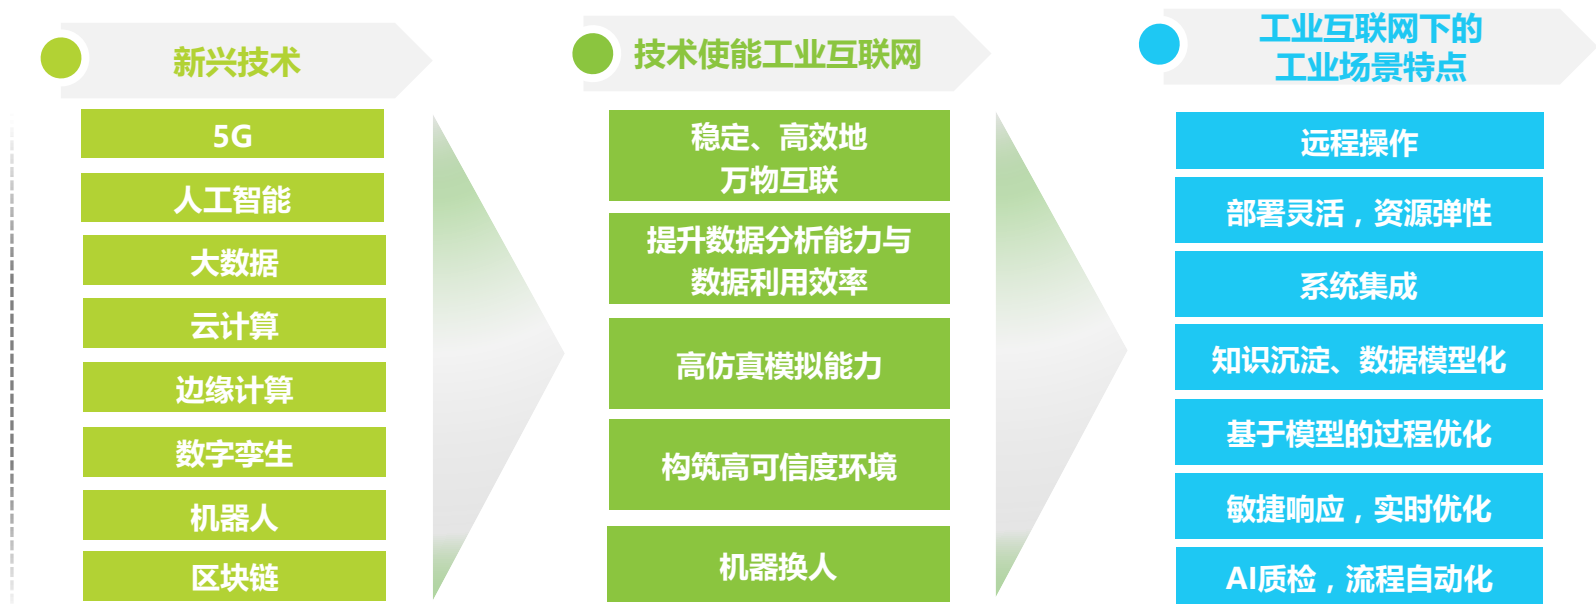 新兴技术
5G
人工智能
大数据
云计算
边缘计算
数字孪生
机器人
区块链
技术使能工业互联网
稳定、高效地
万物互联
提升数据分析能力与
数据利用效率
高仿真模拟能力
构筑高可信度环境
机器换人
工业互联网下的
工业场景特点
远程操作
部署灵活，资源弹性
系统集成
知识沉淀、数据模型化
基于模型的过程优化
敏捷响应，实时优化
AI质检，流程自动化